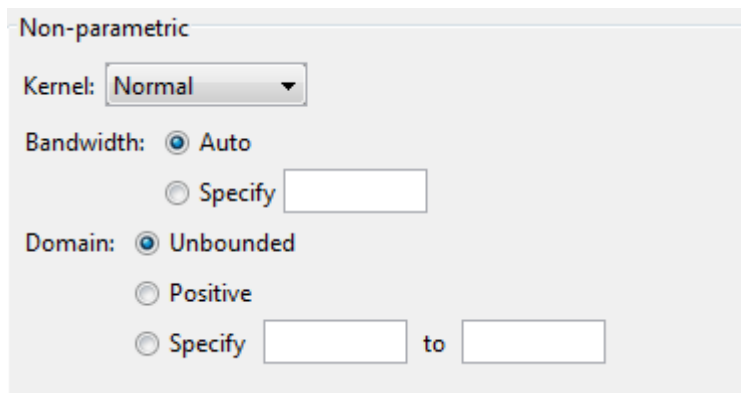 Non-parametric
Kernel: Normal
Bandwidth: Auto
Specify
Domain: Unbounded
Positive
Specify to